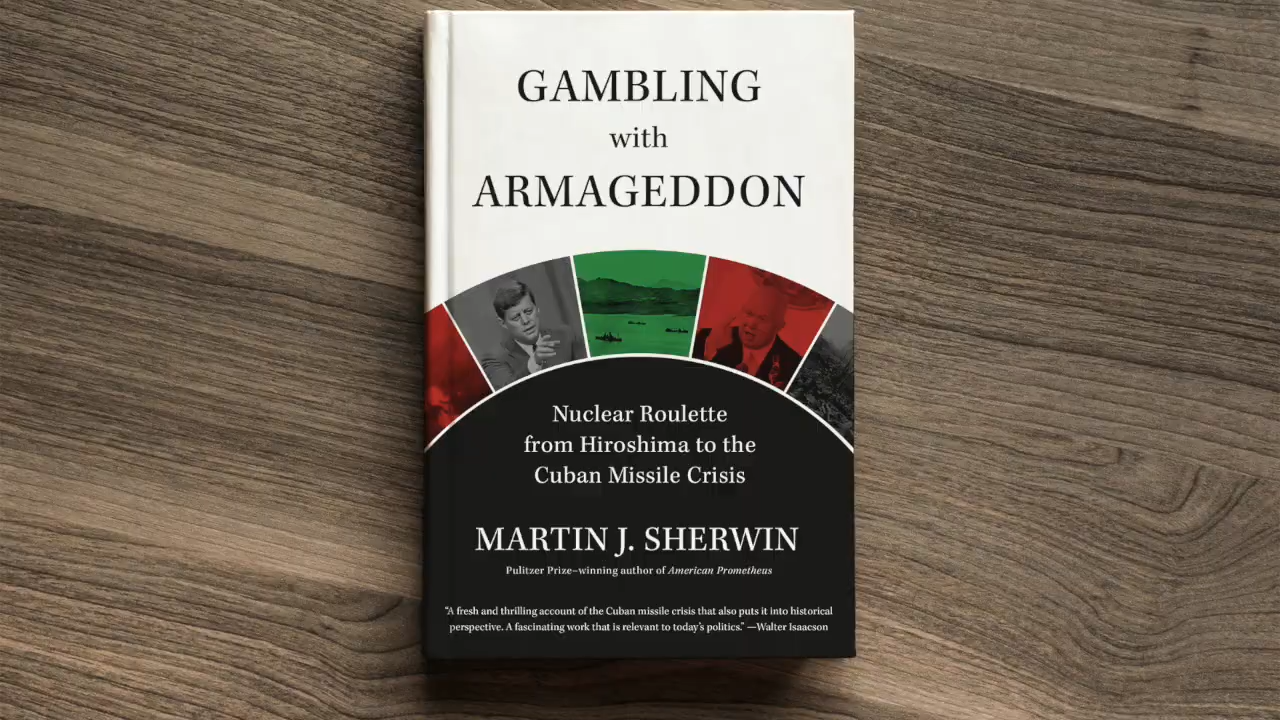 GAMBLING
with
ARMAGEDDON
Nuclear Roulette
from Hiroshima to the
Cuban Missile Crisis
MARTIN J. SHERWIN
Pulitzer Prize–winning author of American Prometheus
“A fresh and thrilling account of the Cuban missile crisis that also puts it into historical
perspective. A fascinating work that is relevant to today’s politics.” —Walter Isaacson